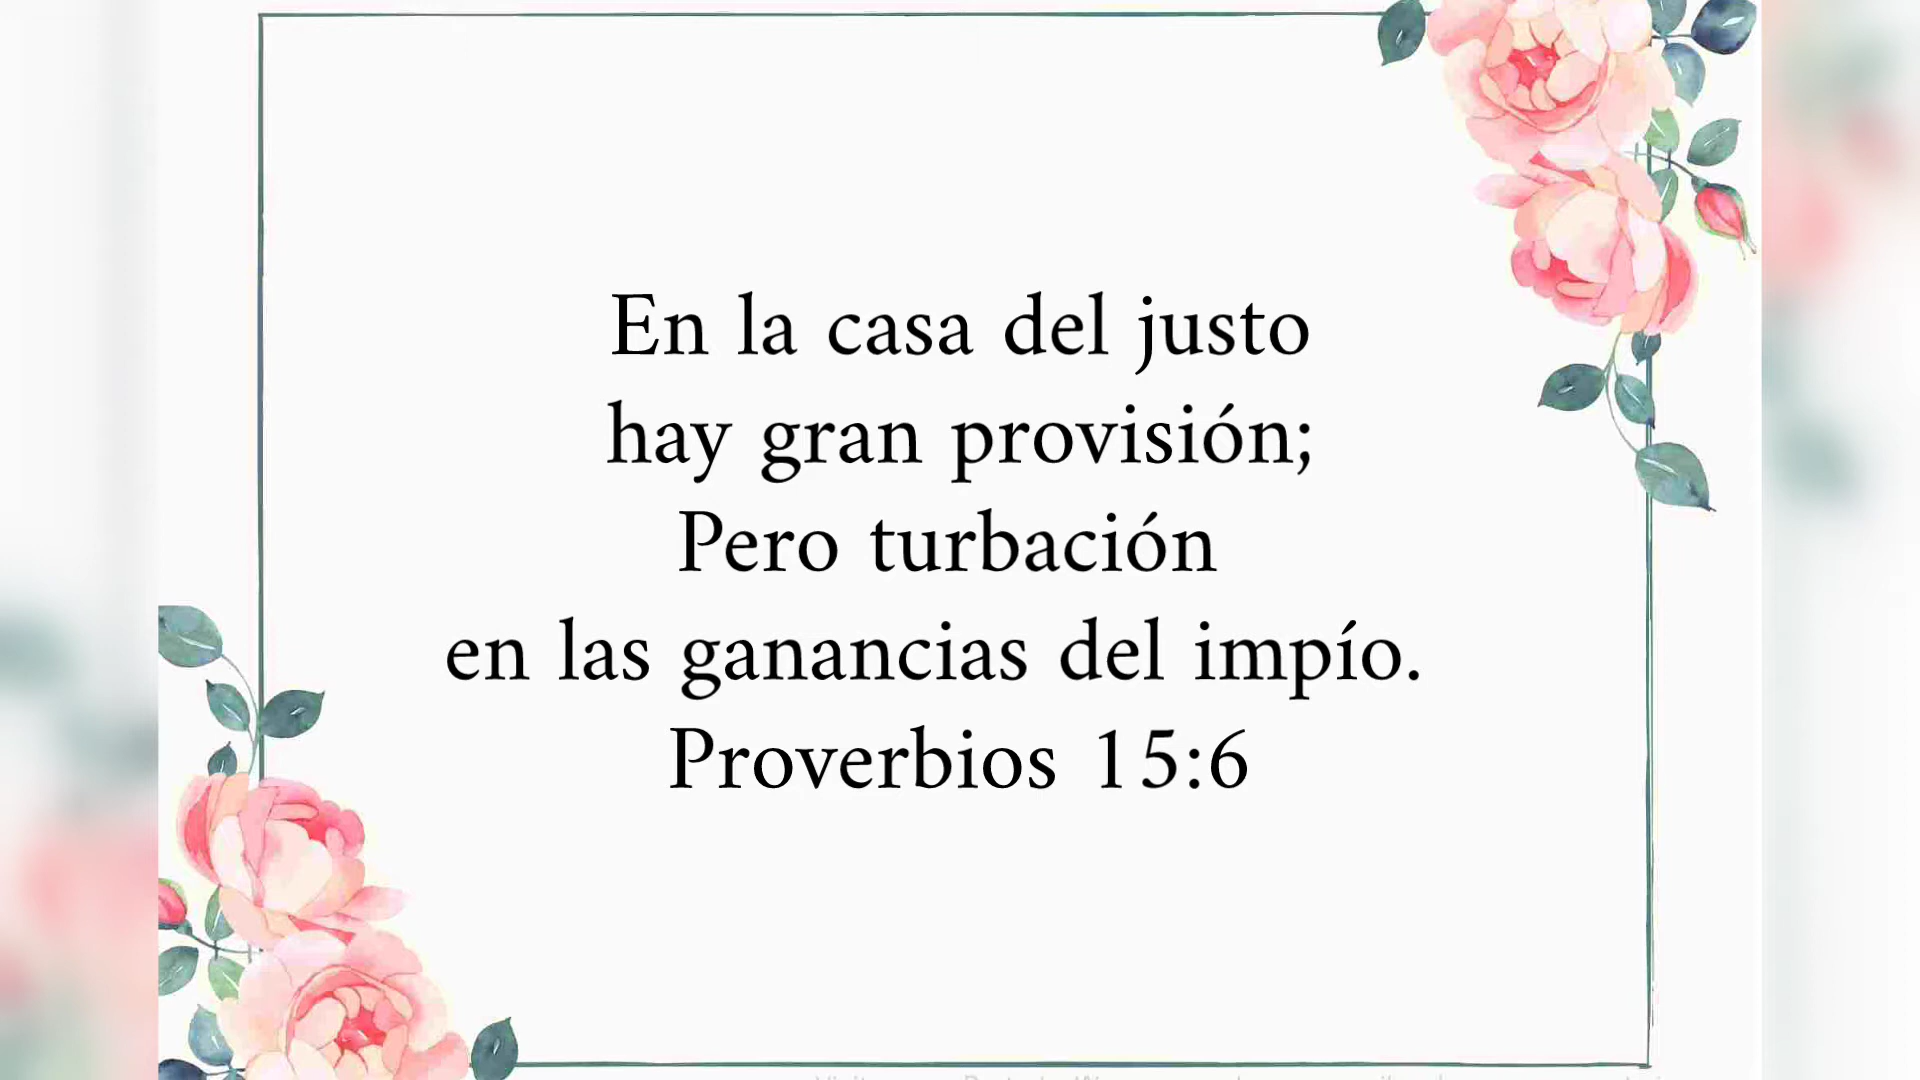 En la casa del justo
hay gran provisión;
Pero turbación
en las ganancias del impío.
Proverbios 15:6